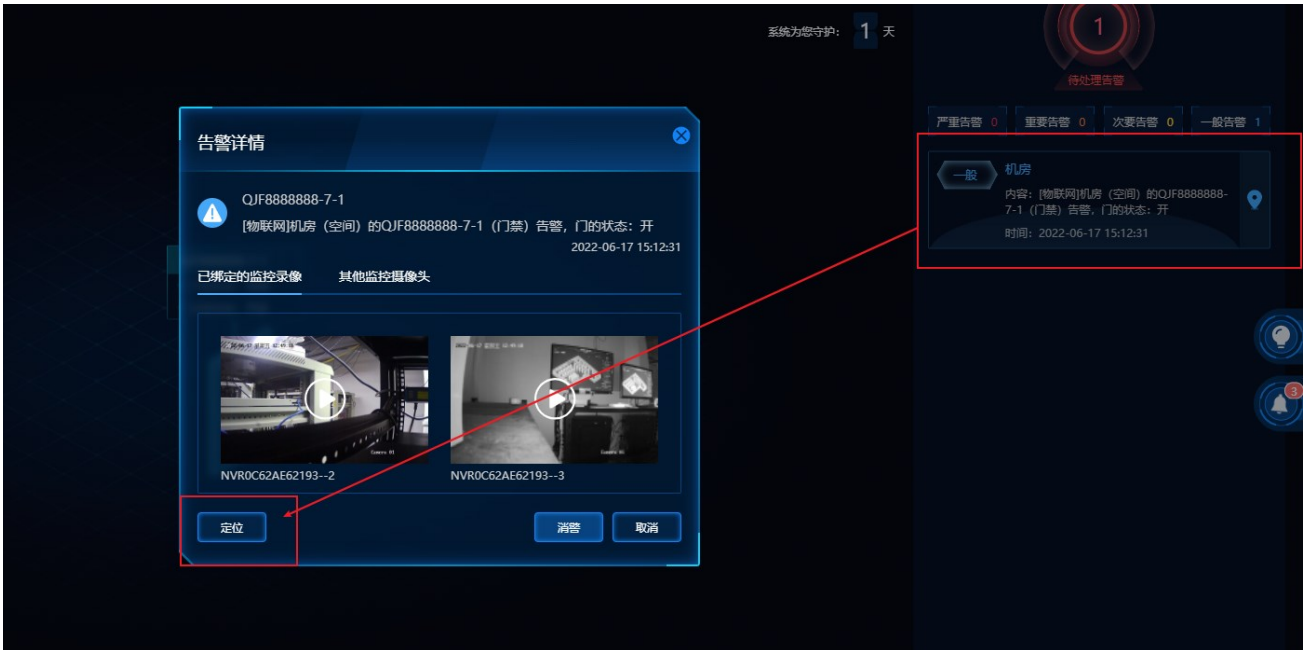 系统为您守护： 1 天
1
待处理告警
严重告警 0 重要告警 0 次要告警 0 一般告警 1
一般 机房
内容：[物联网]机房（空间）的QJF8888888-
7-1（门禁）告警，门的状态：开
时间：2022-06-17 15:12:31
3
告警详情
QJF8888888-7-1
[物联网]机房（空间）的QJF8888888-7-1（门禁）告警，门的状态：开
2022-06-17 15:12:31
已绑定的监控录像 其他监控摄像头
Camera 01
Camera 01
NVR0C62AE62193--2 NVR0C62AE62193--3
定位 消警 取消